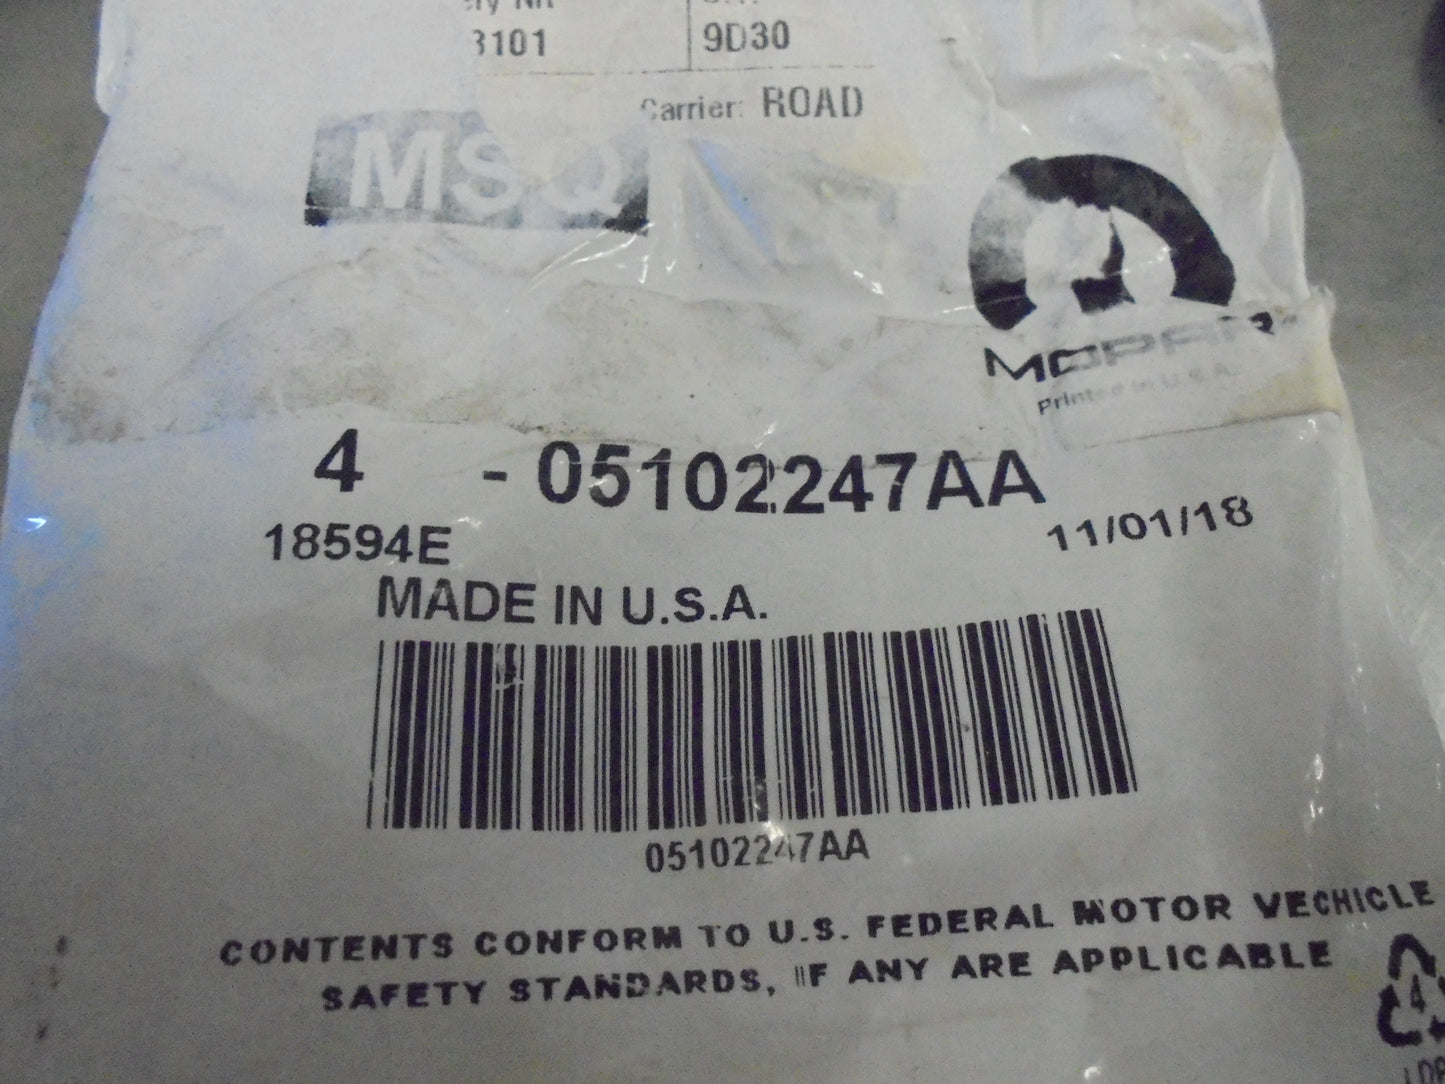 3101 9D30
Carrier: ROAD
MSQ
MOPAR
Printed in U.S.A.
4 - 05102247AA
18594E 11/01/18
MADE IN U.S.A.
05102247AA
CONTENTS CONFORM TO U.S. FEDERAL MOTOR VECHICLE
SAFETY STANDARDS, IF ANY ARE APPLICABLE
4